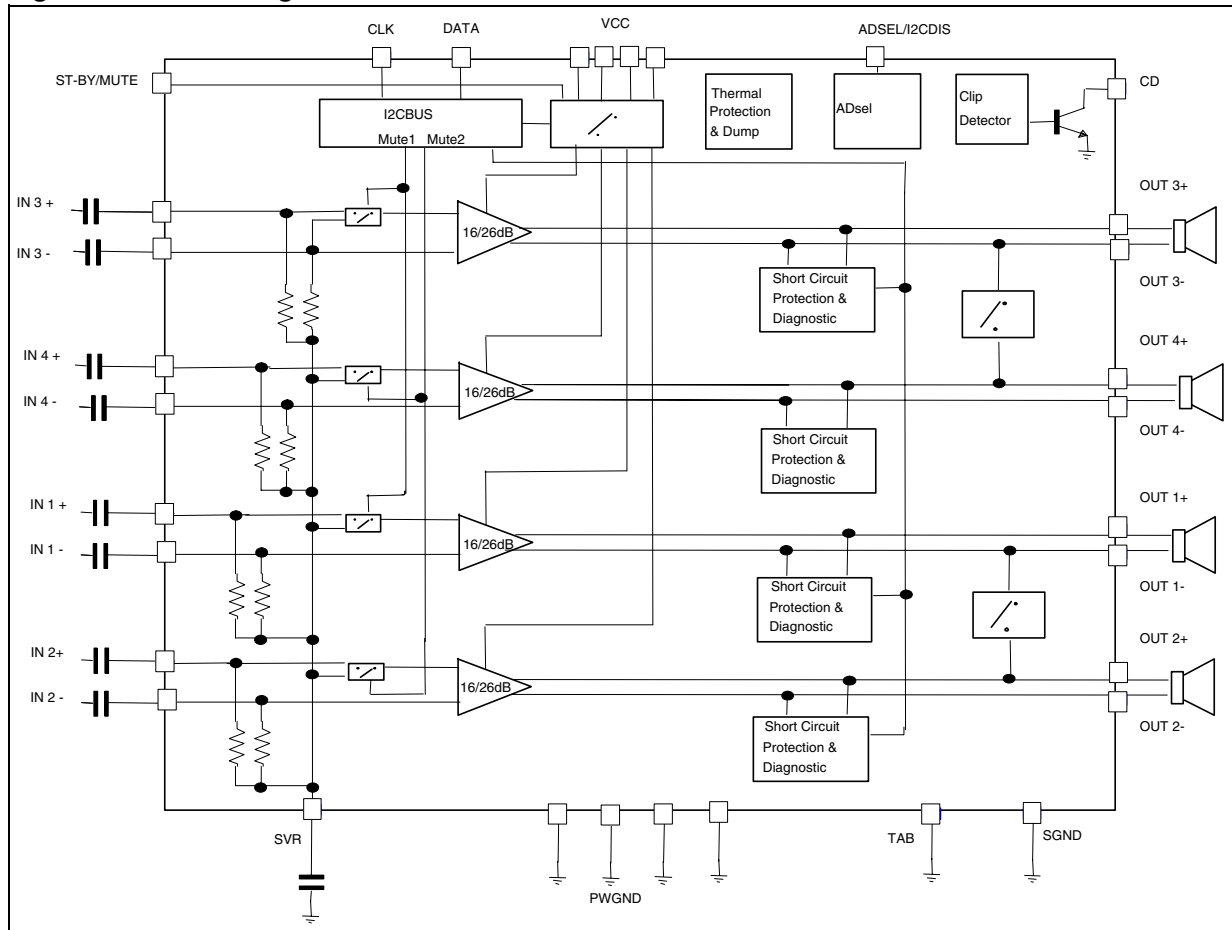 CLK
DATA
VCC
ADSEL/I2CDIS
ST-BY/MUTE
CD
I2CBUS
Mute1 Mute2
Thermal
Protection
& Dump
ADsel
Clip
Detector
IN 3 +
IN 3 -
16/26dB
Short Circuit
Protection &
Diagnostic
OUT 3+
OUT 3-
IN 4 +
IN 4 -
16/26dB
Short Circuit
Protection &
Diagnostic
OUT 4+
OUT 4-
IN 1 +
IN 1 -
16/26dB
Short Circuit
Protection &
Diagnostic
OUT 1+
OUT 1-
IN 2+
IN 2 -
16/26dB
Short Circuit
Protection &
Diagnostic
OUT 2+
OUT 2-
SVR
PWGND
TAB
SGND